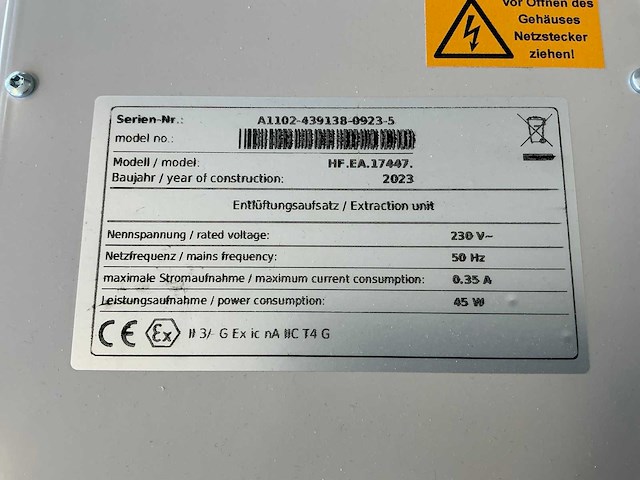 Vor Öffnen des
Gehäuses
Netzstecker
ziehen!
Serien-Nr.: A1102-439138-0923-5
model no.:
Modell / model: HF.EA.17447.
Baujahr / year of construction: 2023
Entlüftungsaufsatz / Extraction unit
Nennspannung / rated voltage: 230 V~
Netzfrequenz / mains frequency: 50 Hz
maximale Stromaufnahme / maximum current consumption: 0.35 A
Leistungsaufnahme / power consumption: 45 W
CE Ex II 3/- G Ex ic nA IIC T4 G